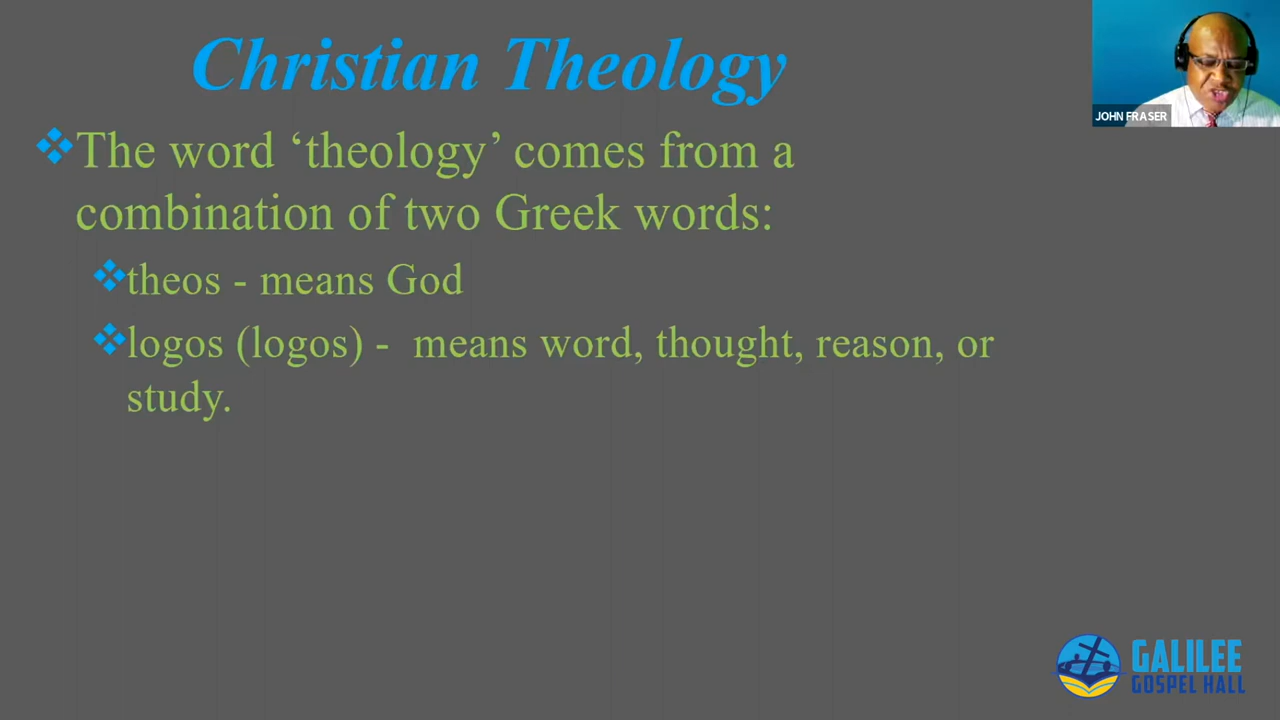 Christian Theology
JOHN FRASER
The word ‘theology’ comes from a
combination of two Greek words:
theos - means God
logos (logos) - means word, thought, reason, or
study.
GALILEE
GOSPEL HALL